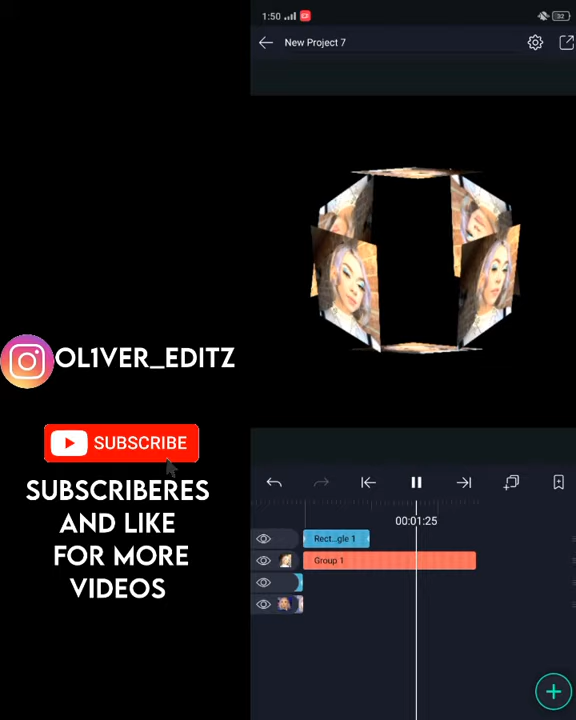 1:50
32
New Project 7
OL1VER_EDITZ
SUBSCRIBE
SUBSCRIBERES
AND LIKE
FOR MORE
VIDEOS
00:01:25
Rect...gle 1
Group 1